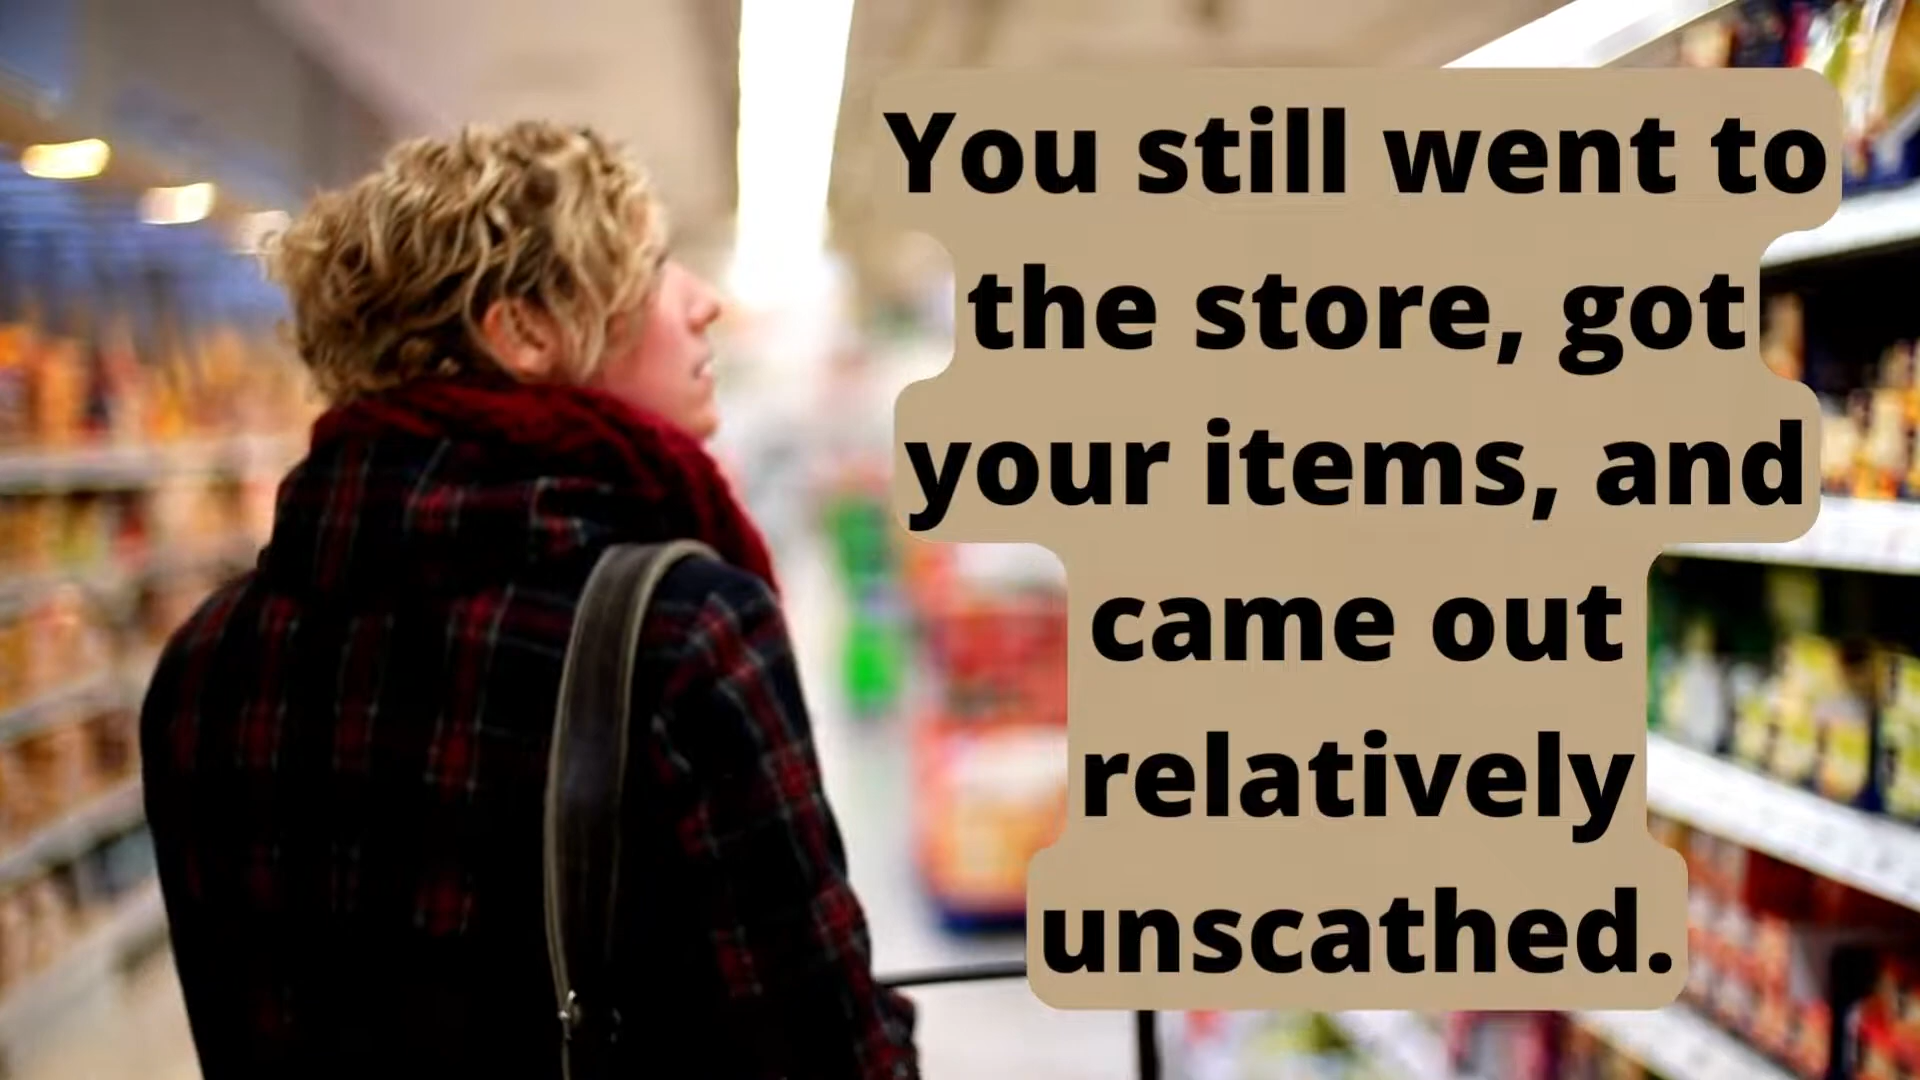 You still went to
the store, got
your items, and
came out
relatively
unscathed.